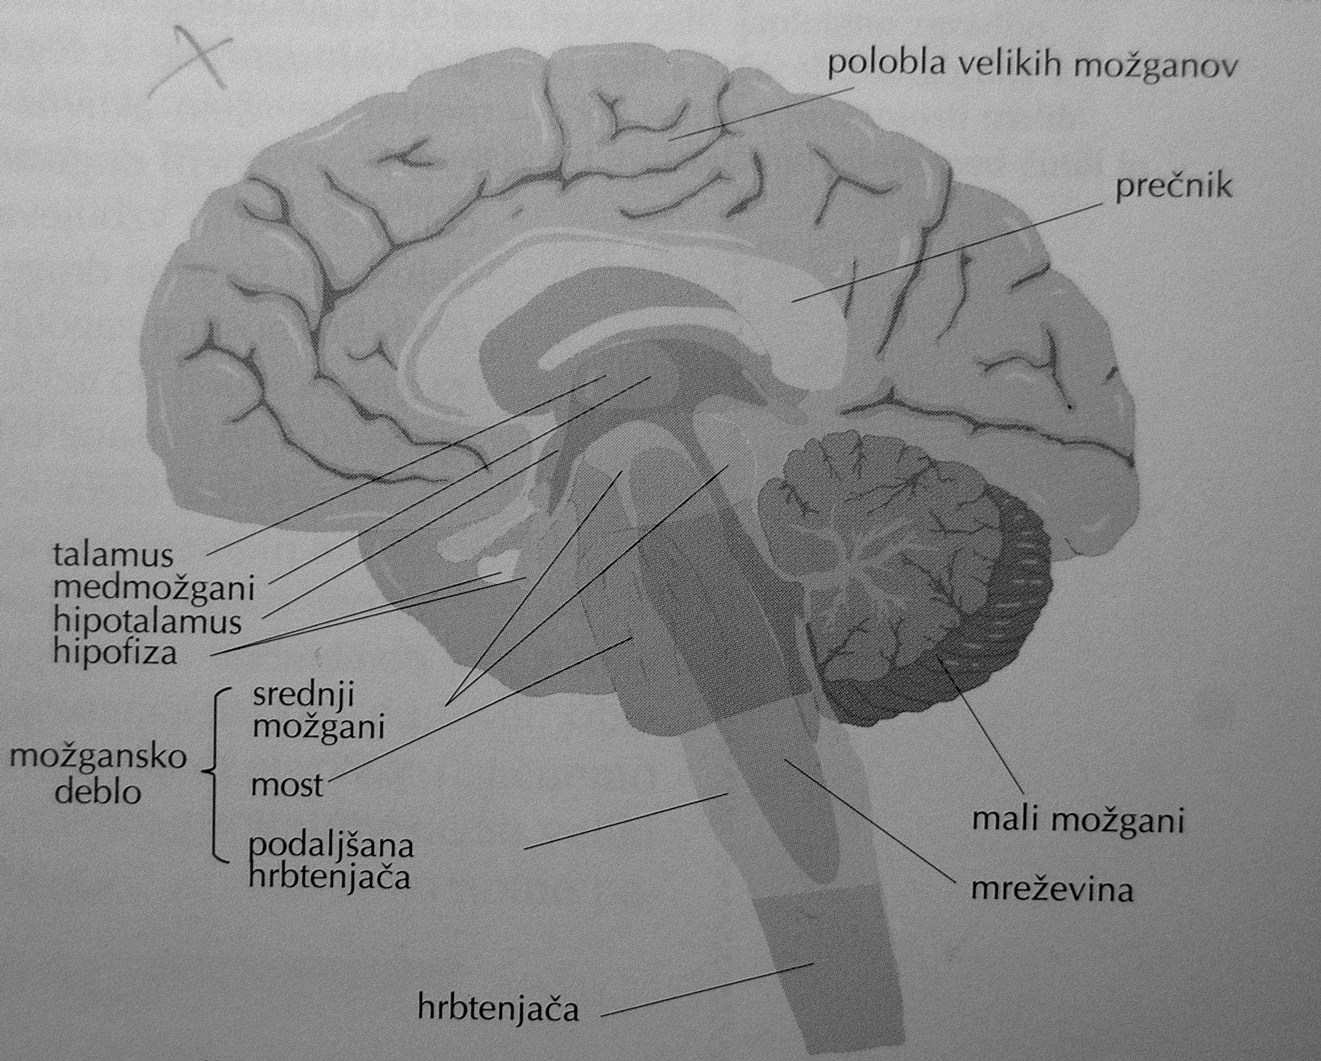 polobla velikih možganov
prečnik
talamus
medmožgani
hipotalamus
hipofiza
možgansko
deblo
srednji
možgani
most
podaljšana
hrbtenjača
mali možgani
mreževina
hrbtenjača